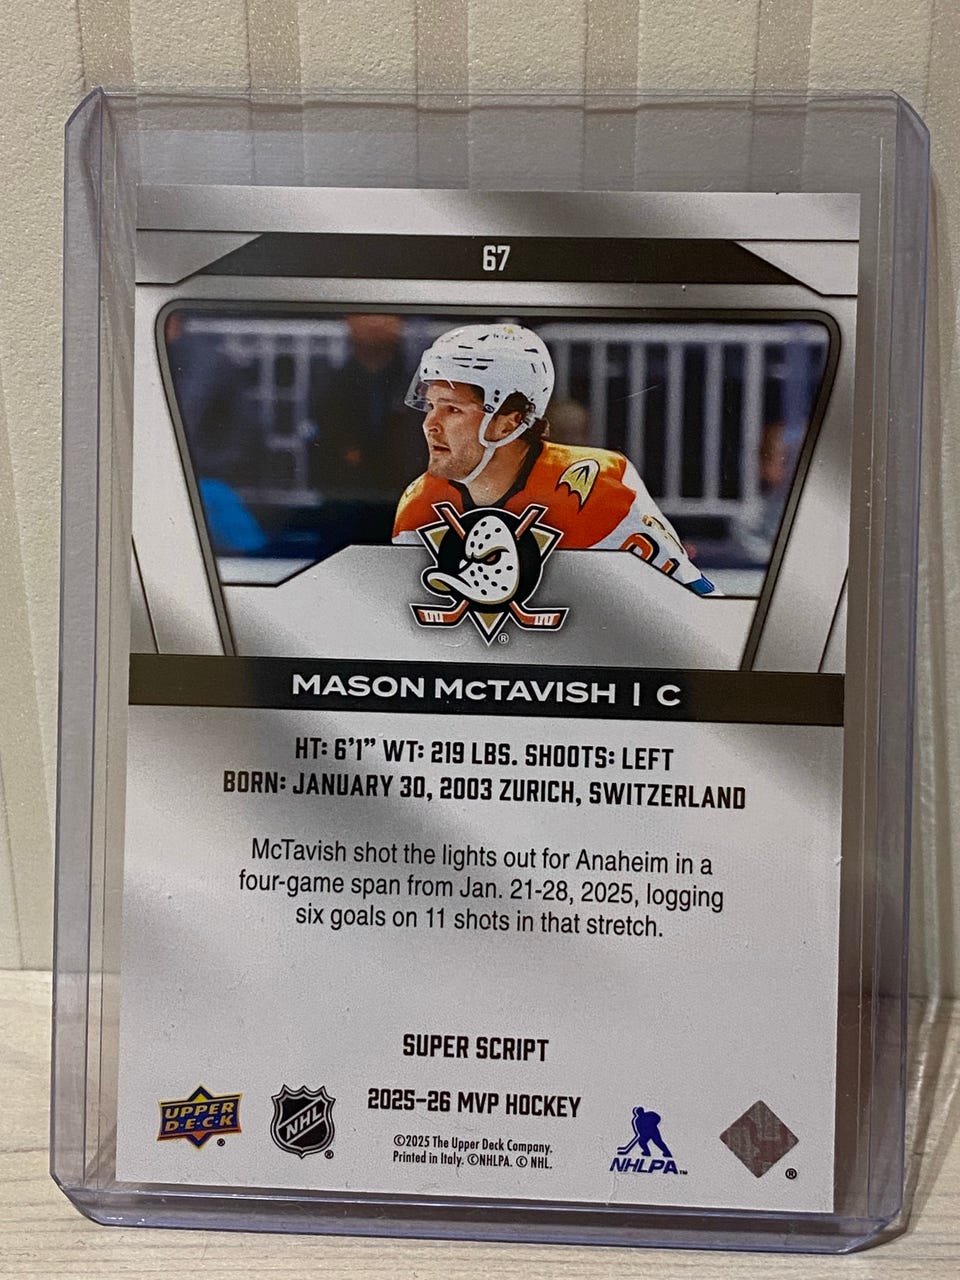 67
MASON McTAVISH | C
HT: 6'1" WT: 219 LBS. SHOOTS: LEFT
BORN: JANUARY 30, 2003 ZURICH, SWITZERLAND
McTavish shot the lights out for Anaheim in a
four-game span from Jan. 21-28, 2025, logging
six goals on 11 shots in that stretch.
SUPER SCRIPT
2025-26 MVP HOCKEY
UPPER
D·E·C·K
®
NHL
®
©2025 The Upper Deck Company.
Printed in Italy. ©NHLPA. © NHL.
NHLPA™
®